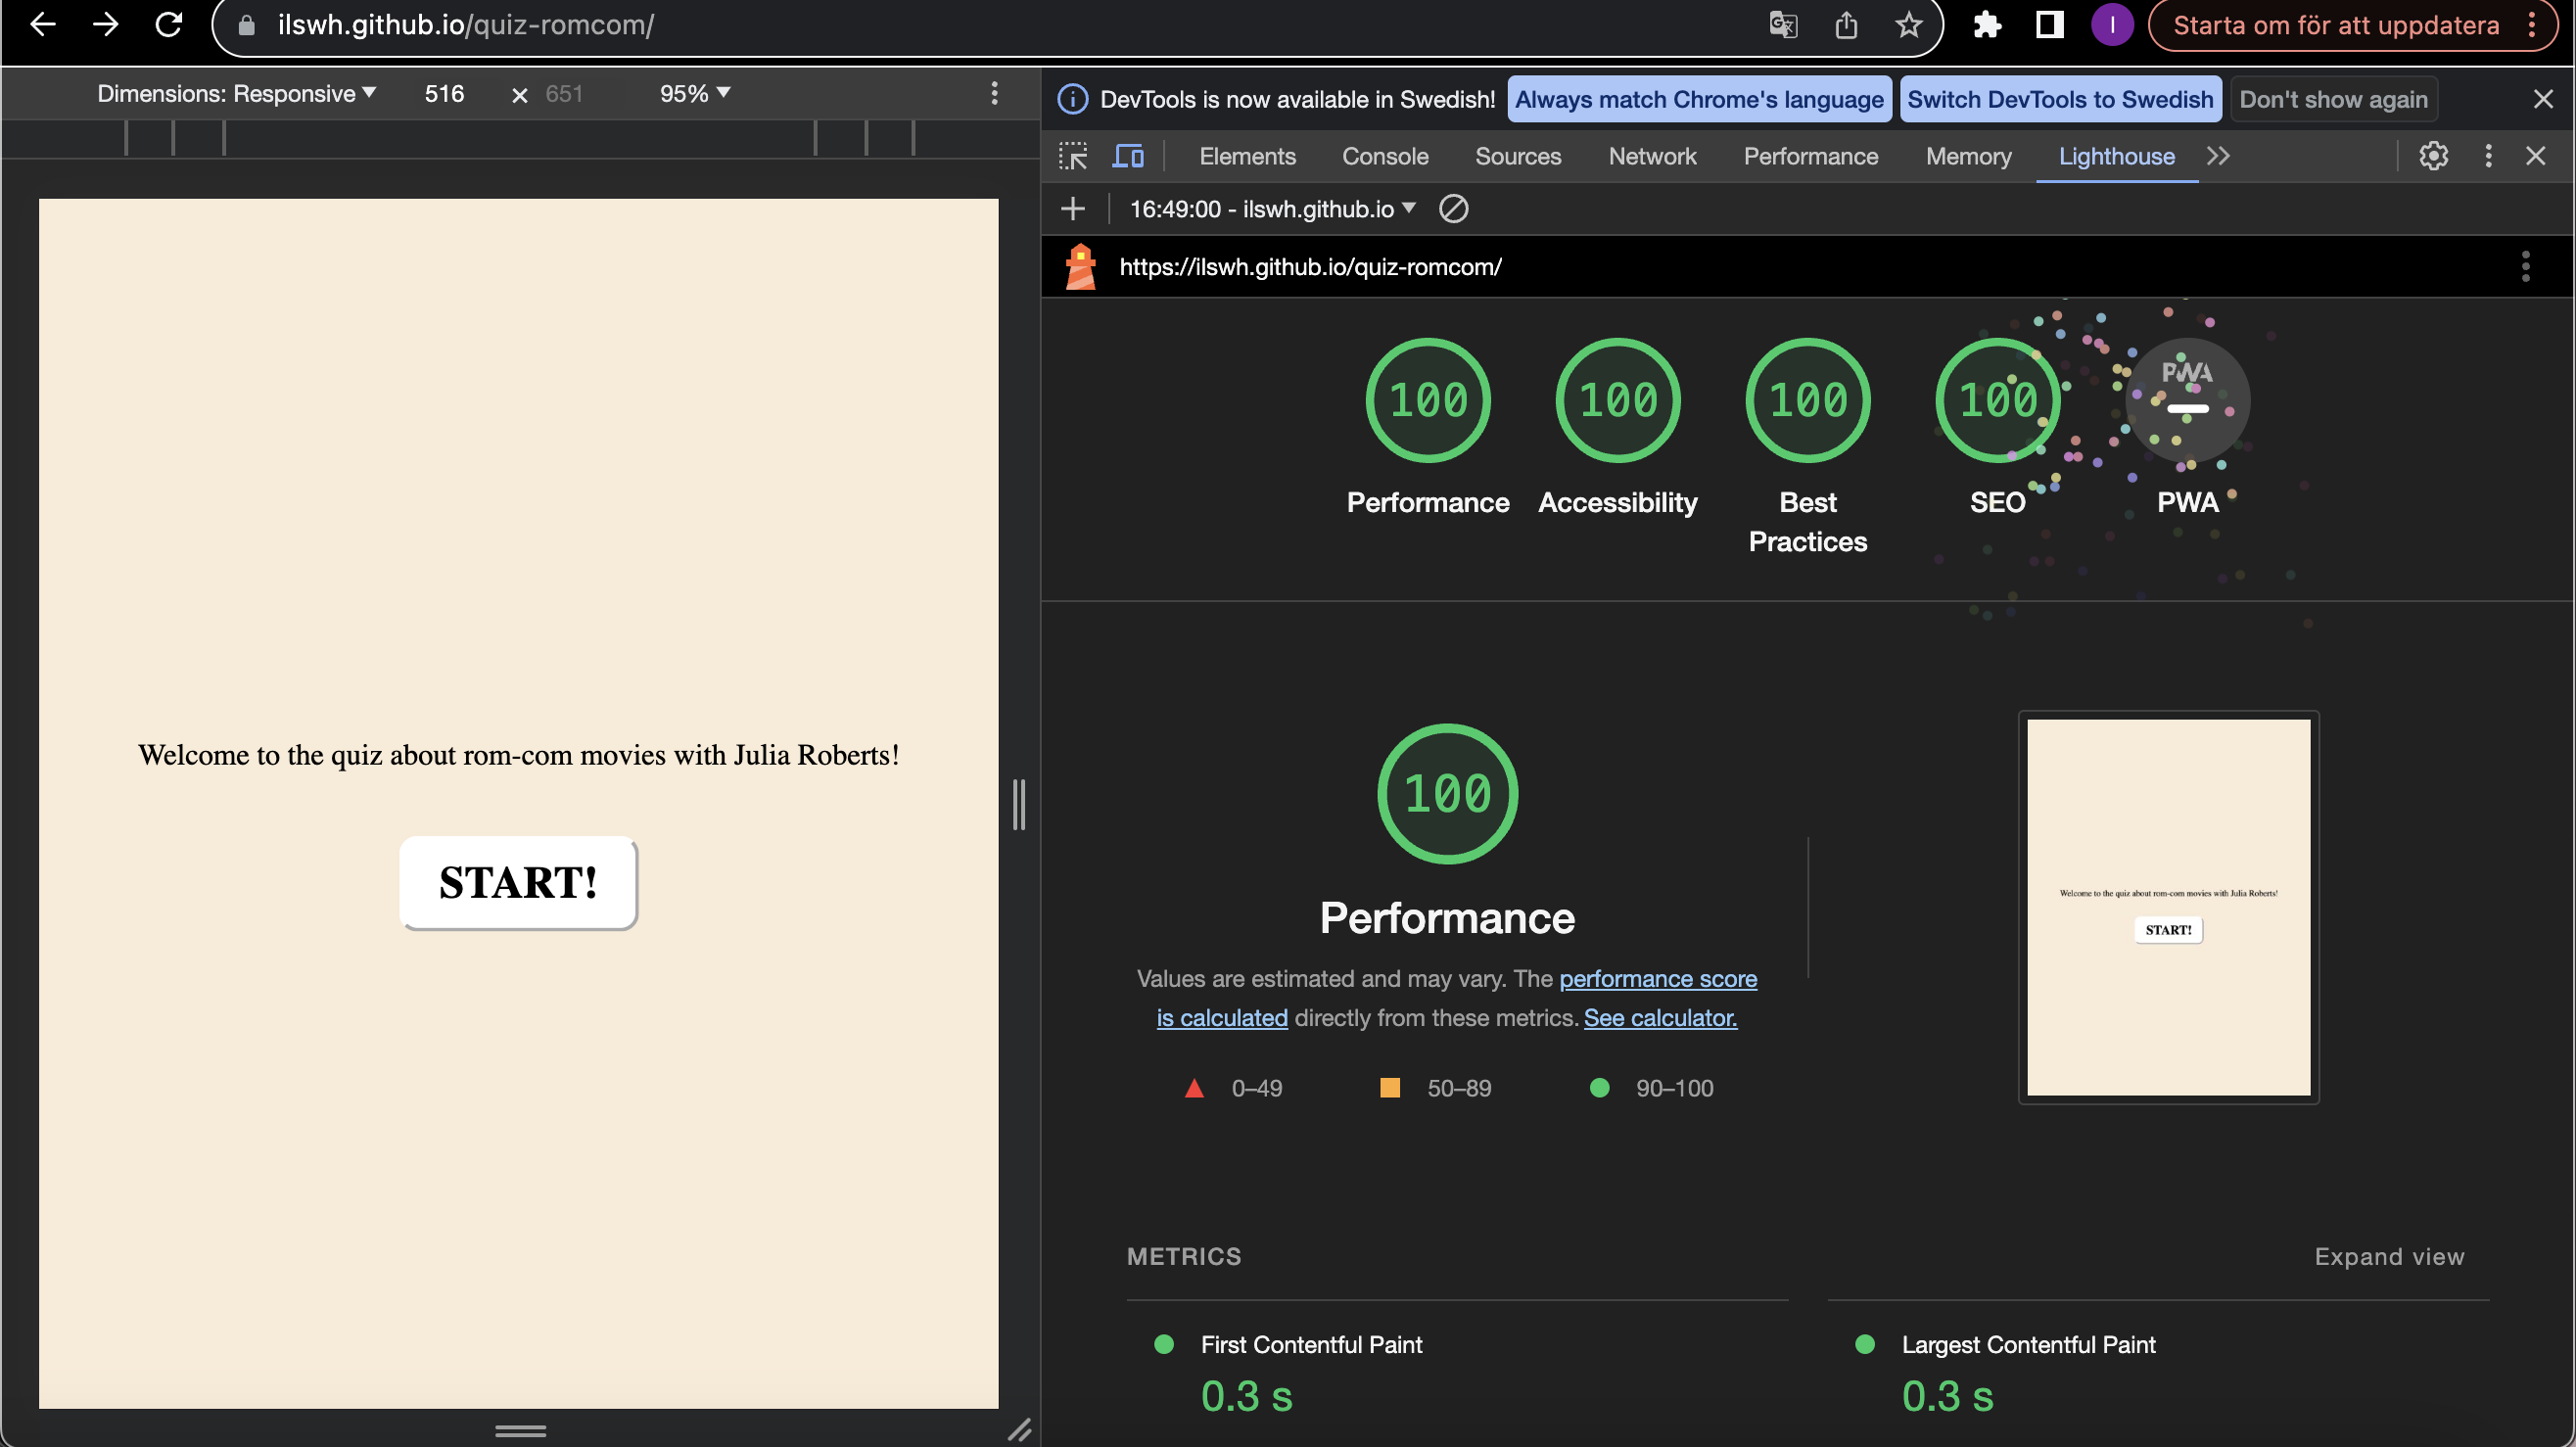 ilswh.github.io/quiz-romcom/
I
Starta om för att uppdatera
Dimensions: Responsive 516 × 651 95%
DevTools is now available in Swedish! Always match Chrome's language Switch DevTools to Swedish Don't show again
Elements Console Sources Network Performance Memory Lighthouse
16:49:00 - ilswh.github.io
https://ilswh.github.io/quiz-romcom/
100 100 100 100 PWA
Performance Accessibility Best Practices SEO PWA
Welcome to the quiz about rom-com movies with Julia Roberts!
START!
100
Performance
Values are estimated and may vary. The performance score
is calculated directly from these metrics. See calculator.
0–49 50–89 90–100
Welcome to the quiz about rom-com movies with Julia Roberts!
START!
METRICS Expand view
First Contentful Paint
0.3 s
Largest Contentful Paint
0.3 s